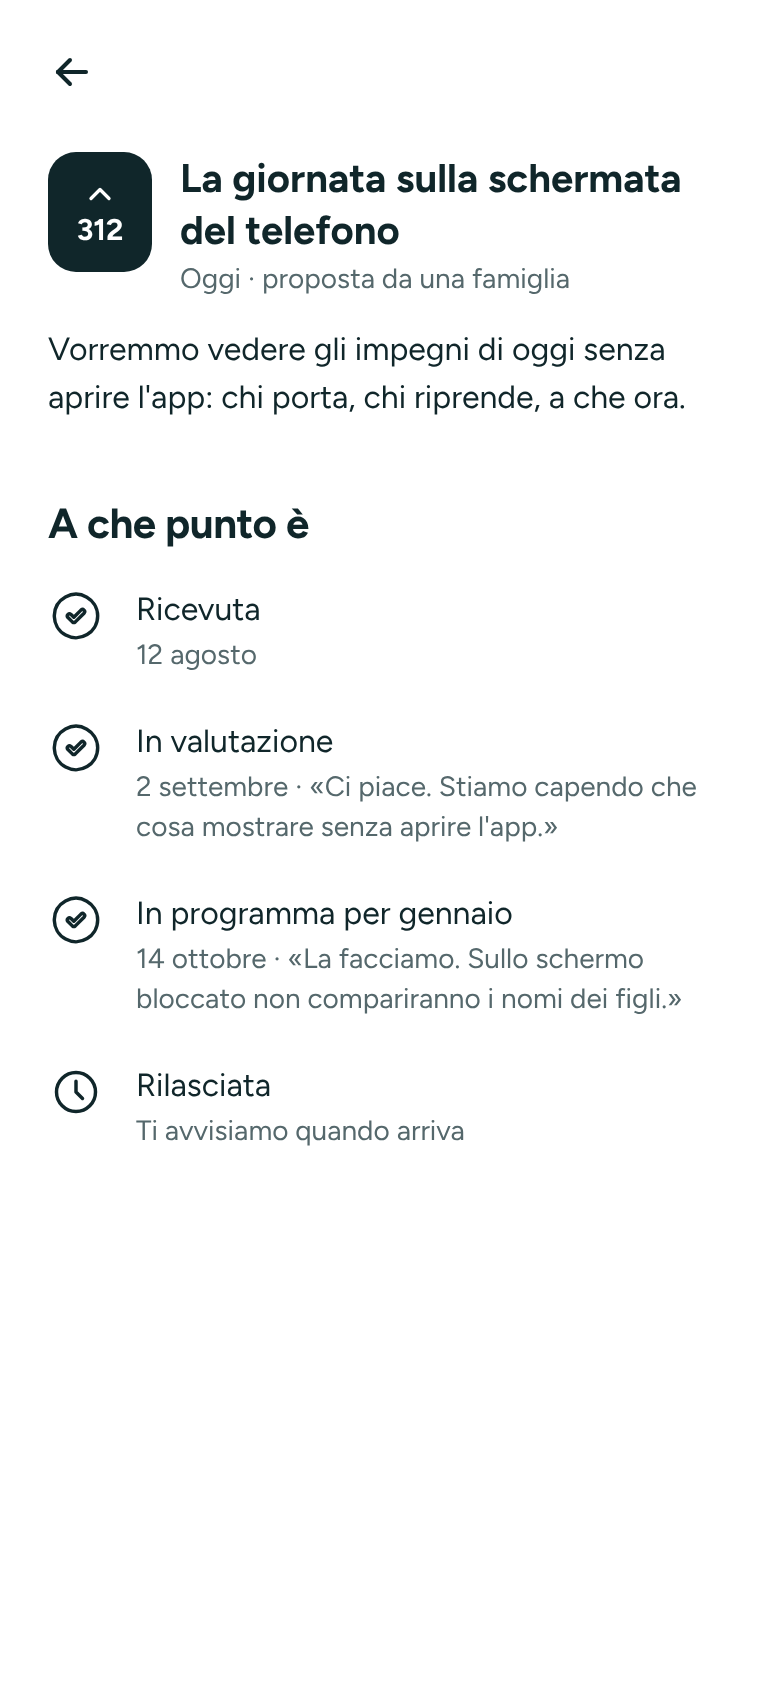 312
La giornata sulla schermata
del telefono
Oggi · proposta da una famiglia
Vorremmo vedere gli impegni di oggi senza
aprire l'app: chi porta, chi riprende, a che ora.
A che punto è
Ricevuta
12 agosto
In valutazione
2 settembre · «Ci piace. Stiamo capendo che
cosa mostrare senza aprire l'app.»
In programma per gennaio
14 ottobre · «La facciamo. Sullo schermo
bloccato non compariranno i nomi dei figli.»
Rilasciata
Ti avvisiamo quando arriva